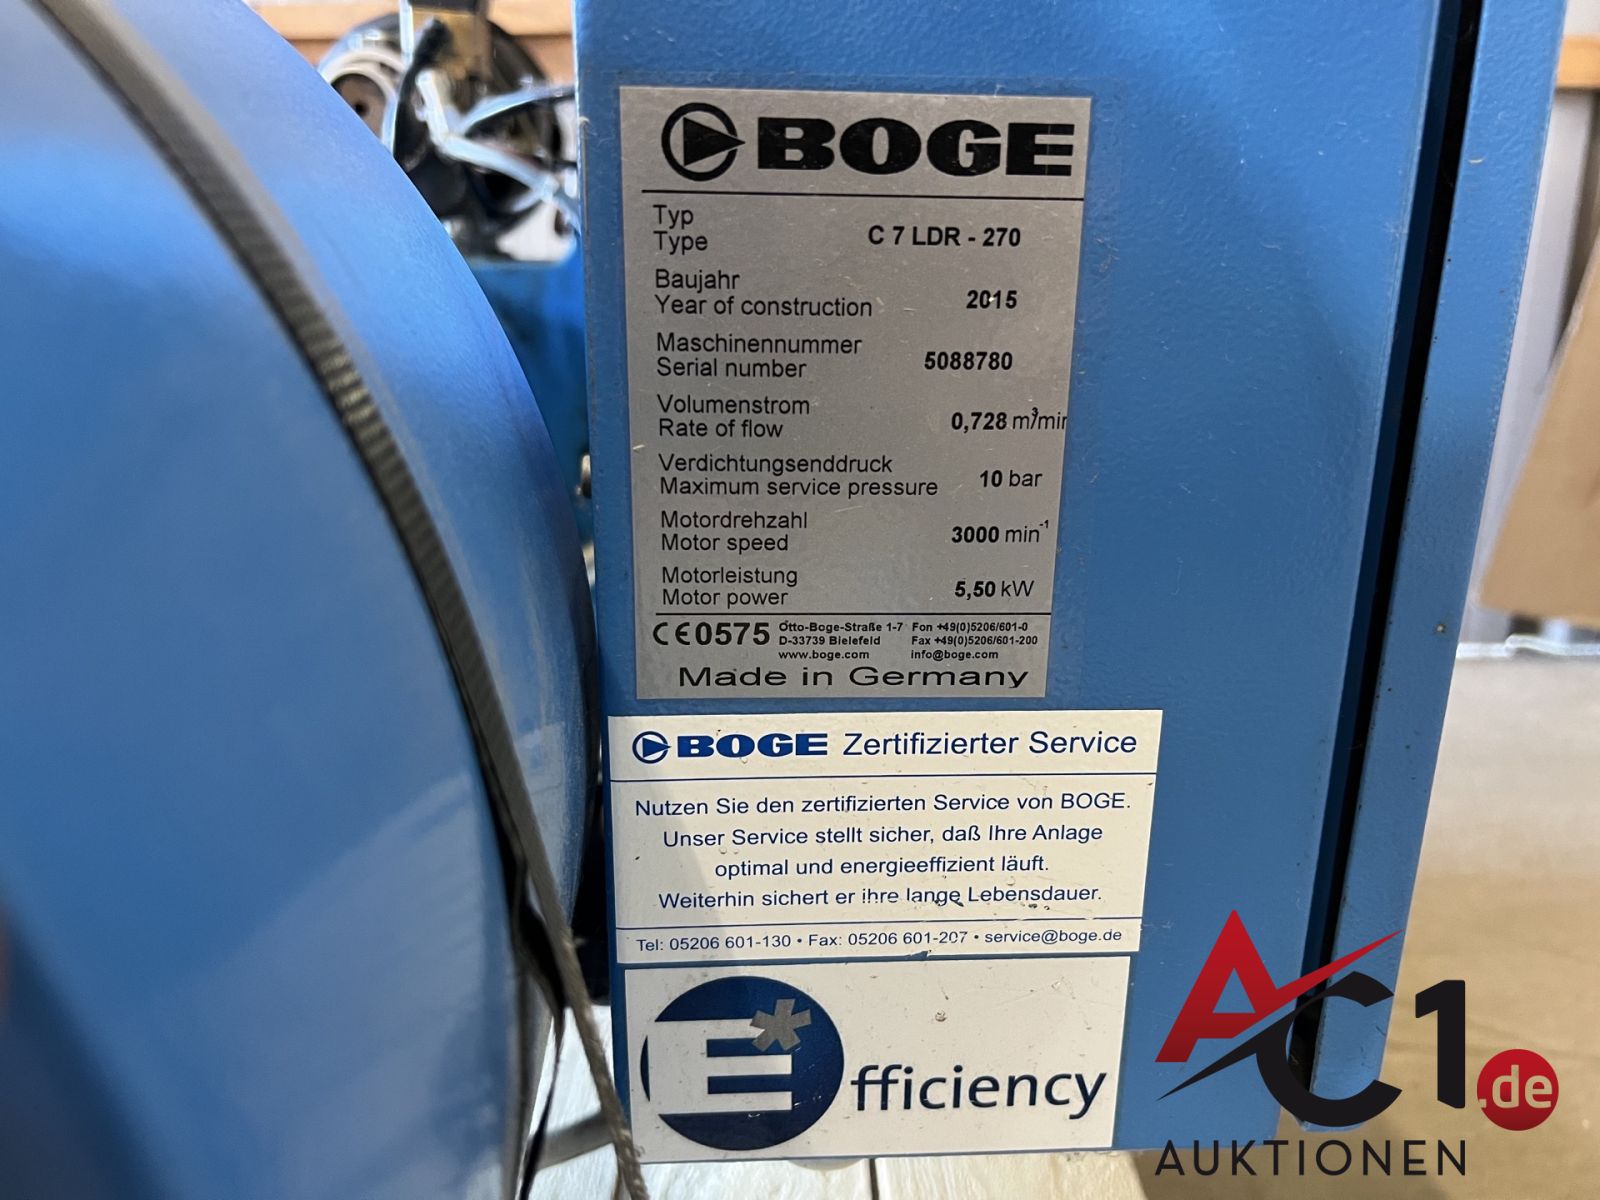 BOGE
Typ
Type
C 7 LDR - 270
Baujahr
Year of construction
2015
Maschinennummer
Serial number
5088780
Volumenstrom
Rate of flow
0,728 m³/min
Verdichtungsenddruck
Maximum service pressure
10 bar
Motordrehzahl
Motor speed
3000 min⁻¹
Motorleistung
Motor power
5,50 kW
CE0575
Otto-Boge-Straße 1-7 Fon +49(0)5206/601-0
D-33739 Bielefeld Fax +49(0)5206/601-200
www.boge.com info@boge.com
Made in Germany
BOGE Zertifizierter Service
Nutzen Sie den zertifizierten Service von BOGE.
Unser Service stellt sicher, daß Ihre Anlage
optimal und energieeffizient läuft.
Weiterhin sichert er ihre lange Lebensdauer.
Tel: 05206 601-130 • Fax: 05206 601-207 • service@boge.de
E*fficiency
AC1.de
AUKTIONEN